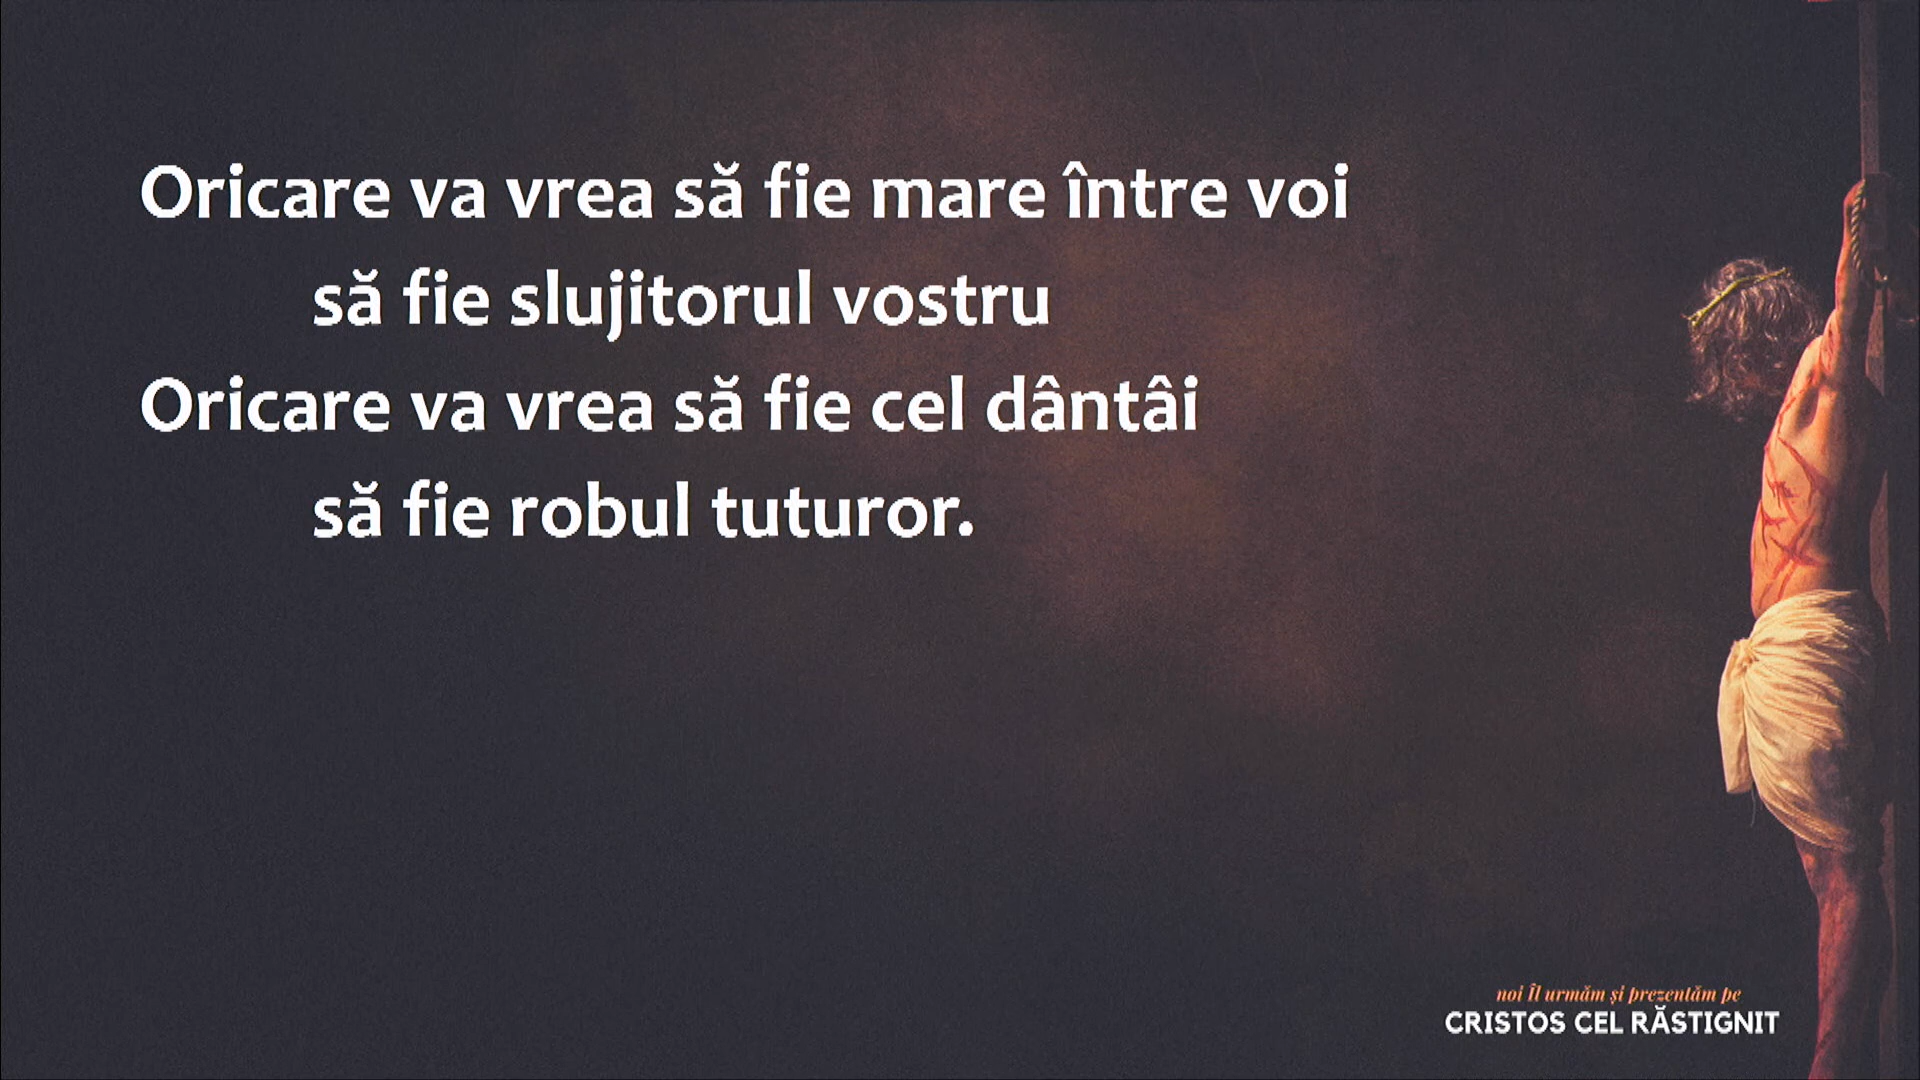 Oricare va vrea să fie mare între voi
să fie slujitorul vostru
Oricare va vrea să fie cel dântâi
să fie robul tuturor.
noi Îl urmăm și prezentăm pe
CRISTOS CEL RĂSTIGNIT